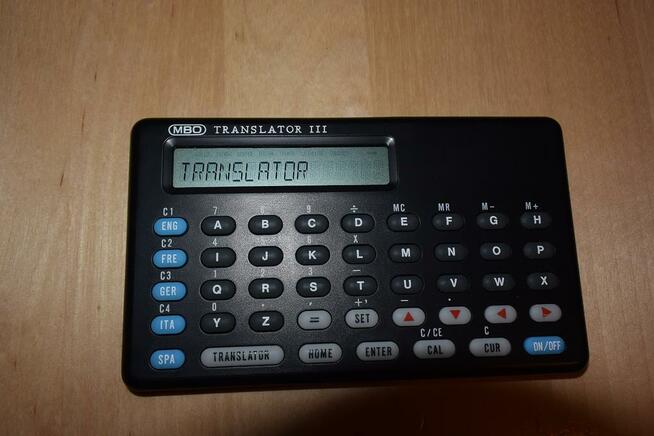 MBO TRANSLATOR III
TRANSLATOR
C1 7 8 9 ÷ MC MR M- M+
ENG A B C D E F G H
C2 4 6 X
FRE I J K L M N O P
C3 1 2 3 −
GER Q R S T U V W X
C4 0 . +
ITA Y Z = SET
C/CE C
SPA TRANSLATOR HOME ENTER CAL CUR ON/OFF